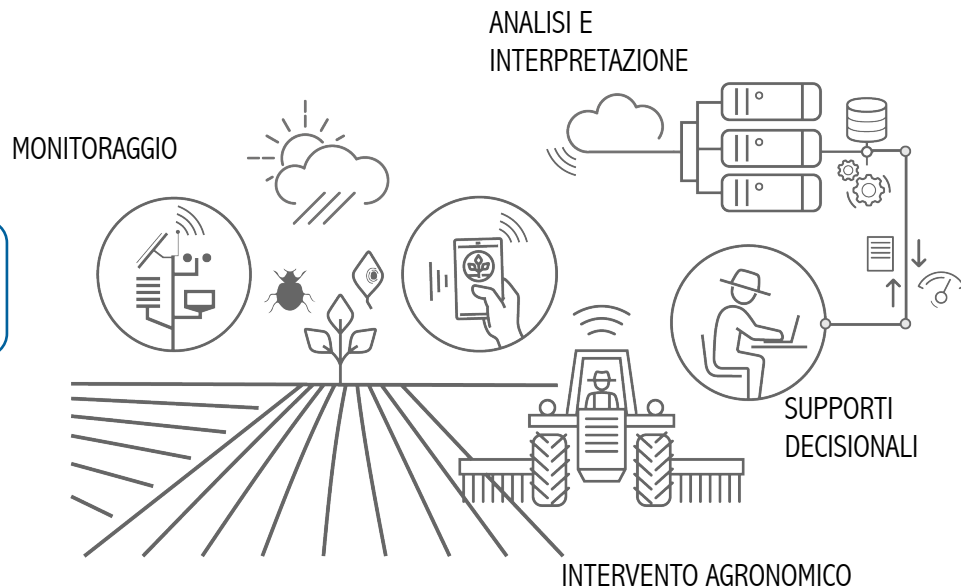 ANALISI E
INTERPRETAZIONE
MONITORAGGIO
SUPPORTI
DECISIONALI
INTERVENTO AGRONOMICO